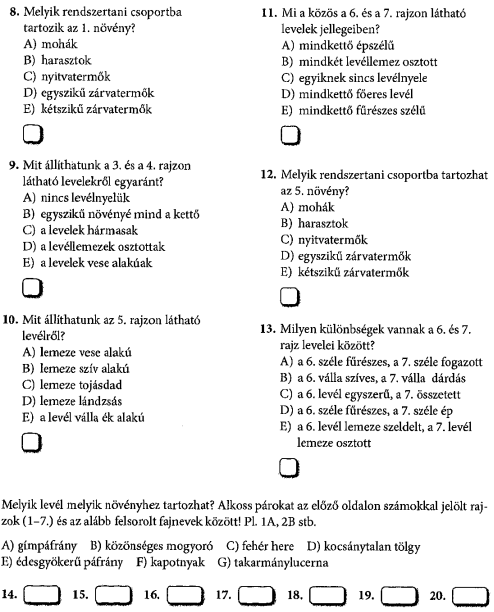 8. Melyik rendszertani csoportba
tartozik az 1. növény?
A) mohák
B) harasztok
C) nyitvatermők
D) egyszikű zárvatermők
E) kétszikű zárvatermők
9. Mit állíthatunk a 3. és a 4. rajzon
látható levelekről egyaránt?
A) nincs levélnyelük
B) egyszikű növényé mind a kettő
C) a levelek hármasak
D) a levéllemezek osztottak
E) a levelek vese alakúak
10. Mit állíthatunk az 5. rajzon látható
levélről?
A) lemeze vese alakú
B) lemeze szív alakú
C) lemeze tojásdad
D) lemeze lándzsás
E) a levél válla ék alakú
11. Mi a közös a 6. és a 7. rajzon látható
levelek jellegeiben?
A) mindkettő épszélű
B) mindkét levéllemez osztott
C) egyiknek sincs levélnyele
D) mindkettő főeres levél
E) mindkettő fűrészes szélű
12. Melyik rendszertani csoportba tartozhat
az 5. növény?
A) mohák
B) harasztok
C) nyitvatermők
D) egyszikű zárvatermők
E) kétszikű zárvatermők
13. Milyen különbségek vannak a 6. és 7.
rajz levelei között?
A) a 6. széle fűrészes, a 7. széle fogazott
B) a 6. válla szíves, a 7. válla dárdás
C) a 6. levél egyszerű, a 7. összetett
D) a 6. széle fűrészes, a 7. széle ép
E) a 6. levél lemeze szeldelt, a 7. levél
lemeze osztott
Melyik levél melyik növényhez tartozhat? Alkoss párokat az előző oldalon számokkal jelölt raj-
zok (1–7.) és az alább felsorolt fajnevek között! Pl. 1A, 2B stb.
A) gímpáfrány B) közönséges mogyoró C) fehér here D) kocsánytalan tölgy
E) édesgyökerű páfrány F) kapotnyak G) takarmánylucerna
14. 15. 16. 17. 18. 19. 20.